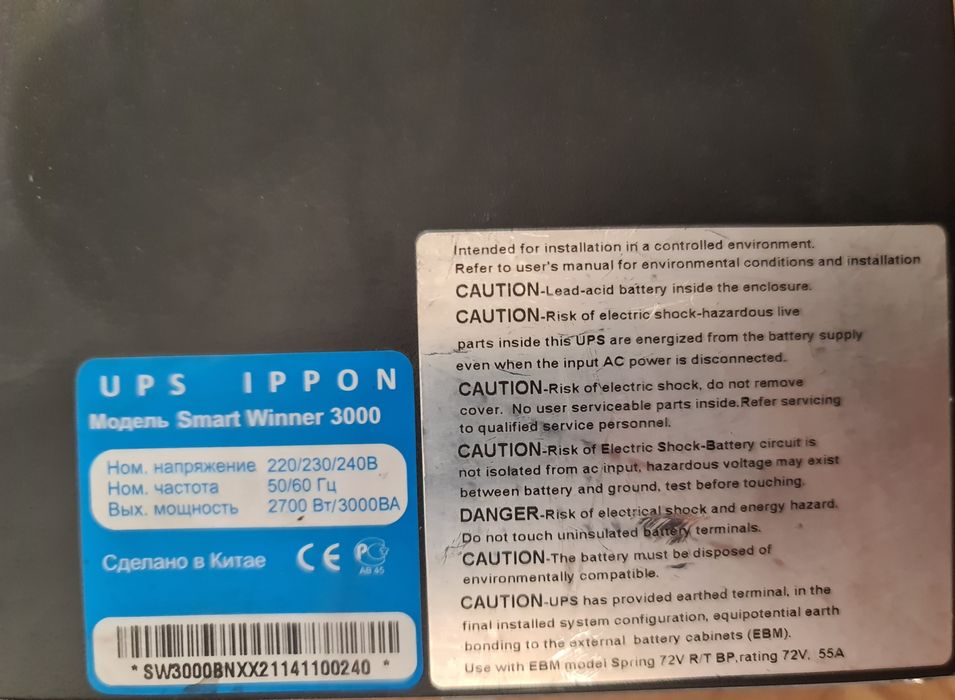 UPS IPPON
Модель Smart Winner 3000
Ном. напряжение 220/230/240В
Ном. частота 50/60 Гц
Вых. мощность 2700 Вт/3000ВА
Сделано в Китае CE PC
АВ 45
*SW3000BNXX21141100240 *
Intended for installation in a controlled environment.
Refer to user's manual for environmental conditions and installation
CAUTION-Lead-acid battery inside the enclosure.
CAUTION-Risk of electric shock-hazardous live
parts inside this UPS are energized from the battery supply
even when the input AC power is disconnected.
CAUTION-Risk of electric shock, do not remove
cover. No user serviceable parts inside.Refer servicing
to qualified service personnel.
CAUTION-Risk of Electric Shock-Battery circuit is
not isolated from ac input, hazardous voltage may exist
between battery and ground, test before touching.
DANGER-Risk of electrical shock and energy hazard.
Do not touch uninsulated battery terminals.
CAUTION-The battery must be disposed of
environmentally compatible.
CAUTION-UPS has provided earthed terminal, in the
final installed system configuration, equipotential earth
bonding to the external battery cabinets (EBM).
Use with EBM model Spring 72V R/T BP,rating 72V, 55A